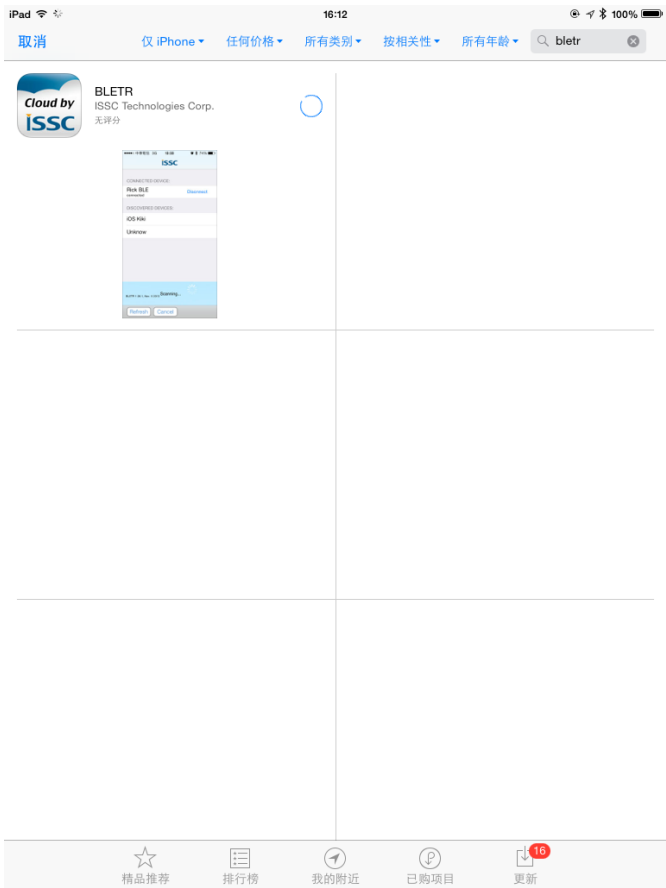 iPad 16:12 100%
取消 仅 iPhone 任何价格 所有类别 按相关性 所有年龄 bletr
Cloud by
issc
BLETR
ISSC Technologies Corp.
无评分
issc
CONNECTED DEVICE:
Rick BLE
connected
Disconnect
DISCOVERED DEVICES:
iOS Kiki
Unknow
Scanning...
Refresh Cancel
精品推荐 排行榜 我的附近 已购项目 16 更新